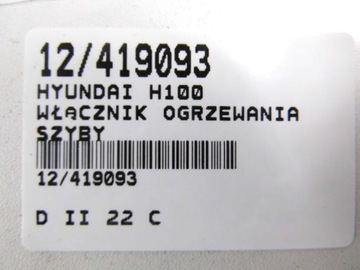 12/419093
HYUNDAI H100
WŁĄCZNIK OGRZEWANIA
SZYBY
12/419093
D II 22 C